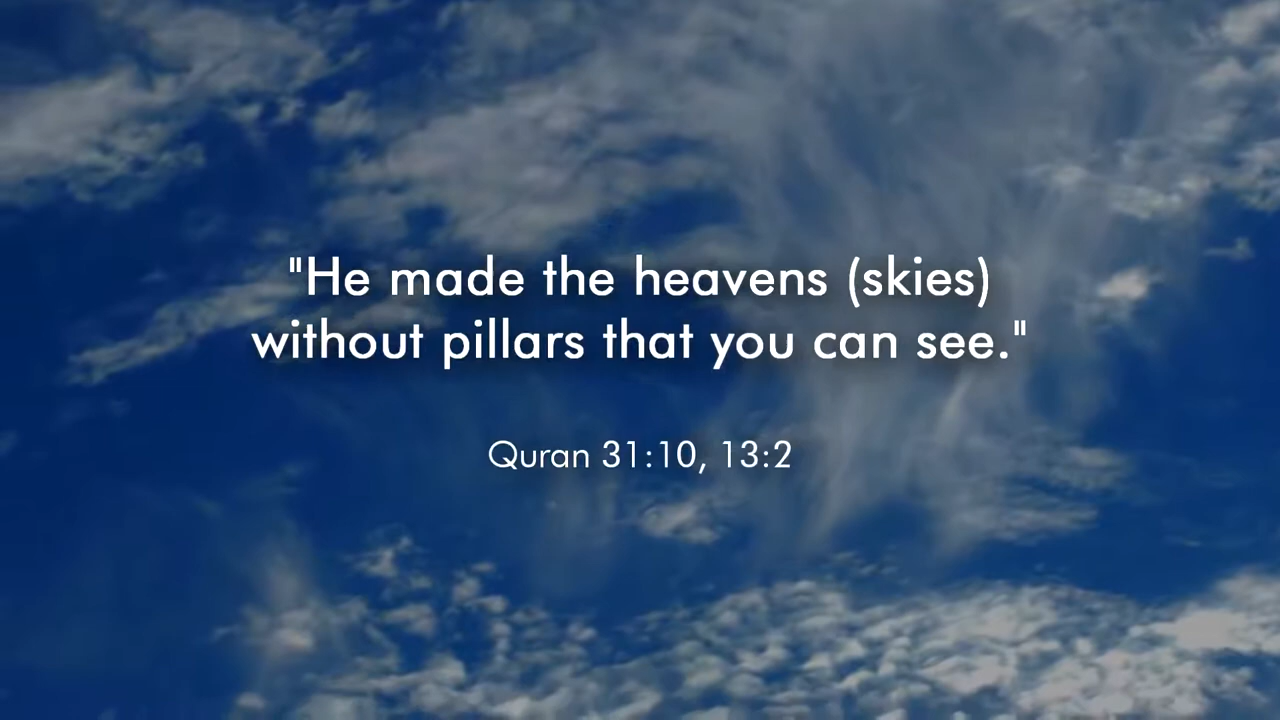 "He made the heavens (skies)
without pillars that you can see."
Quran 31:10, 13:2